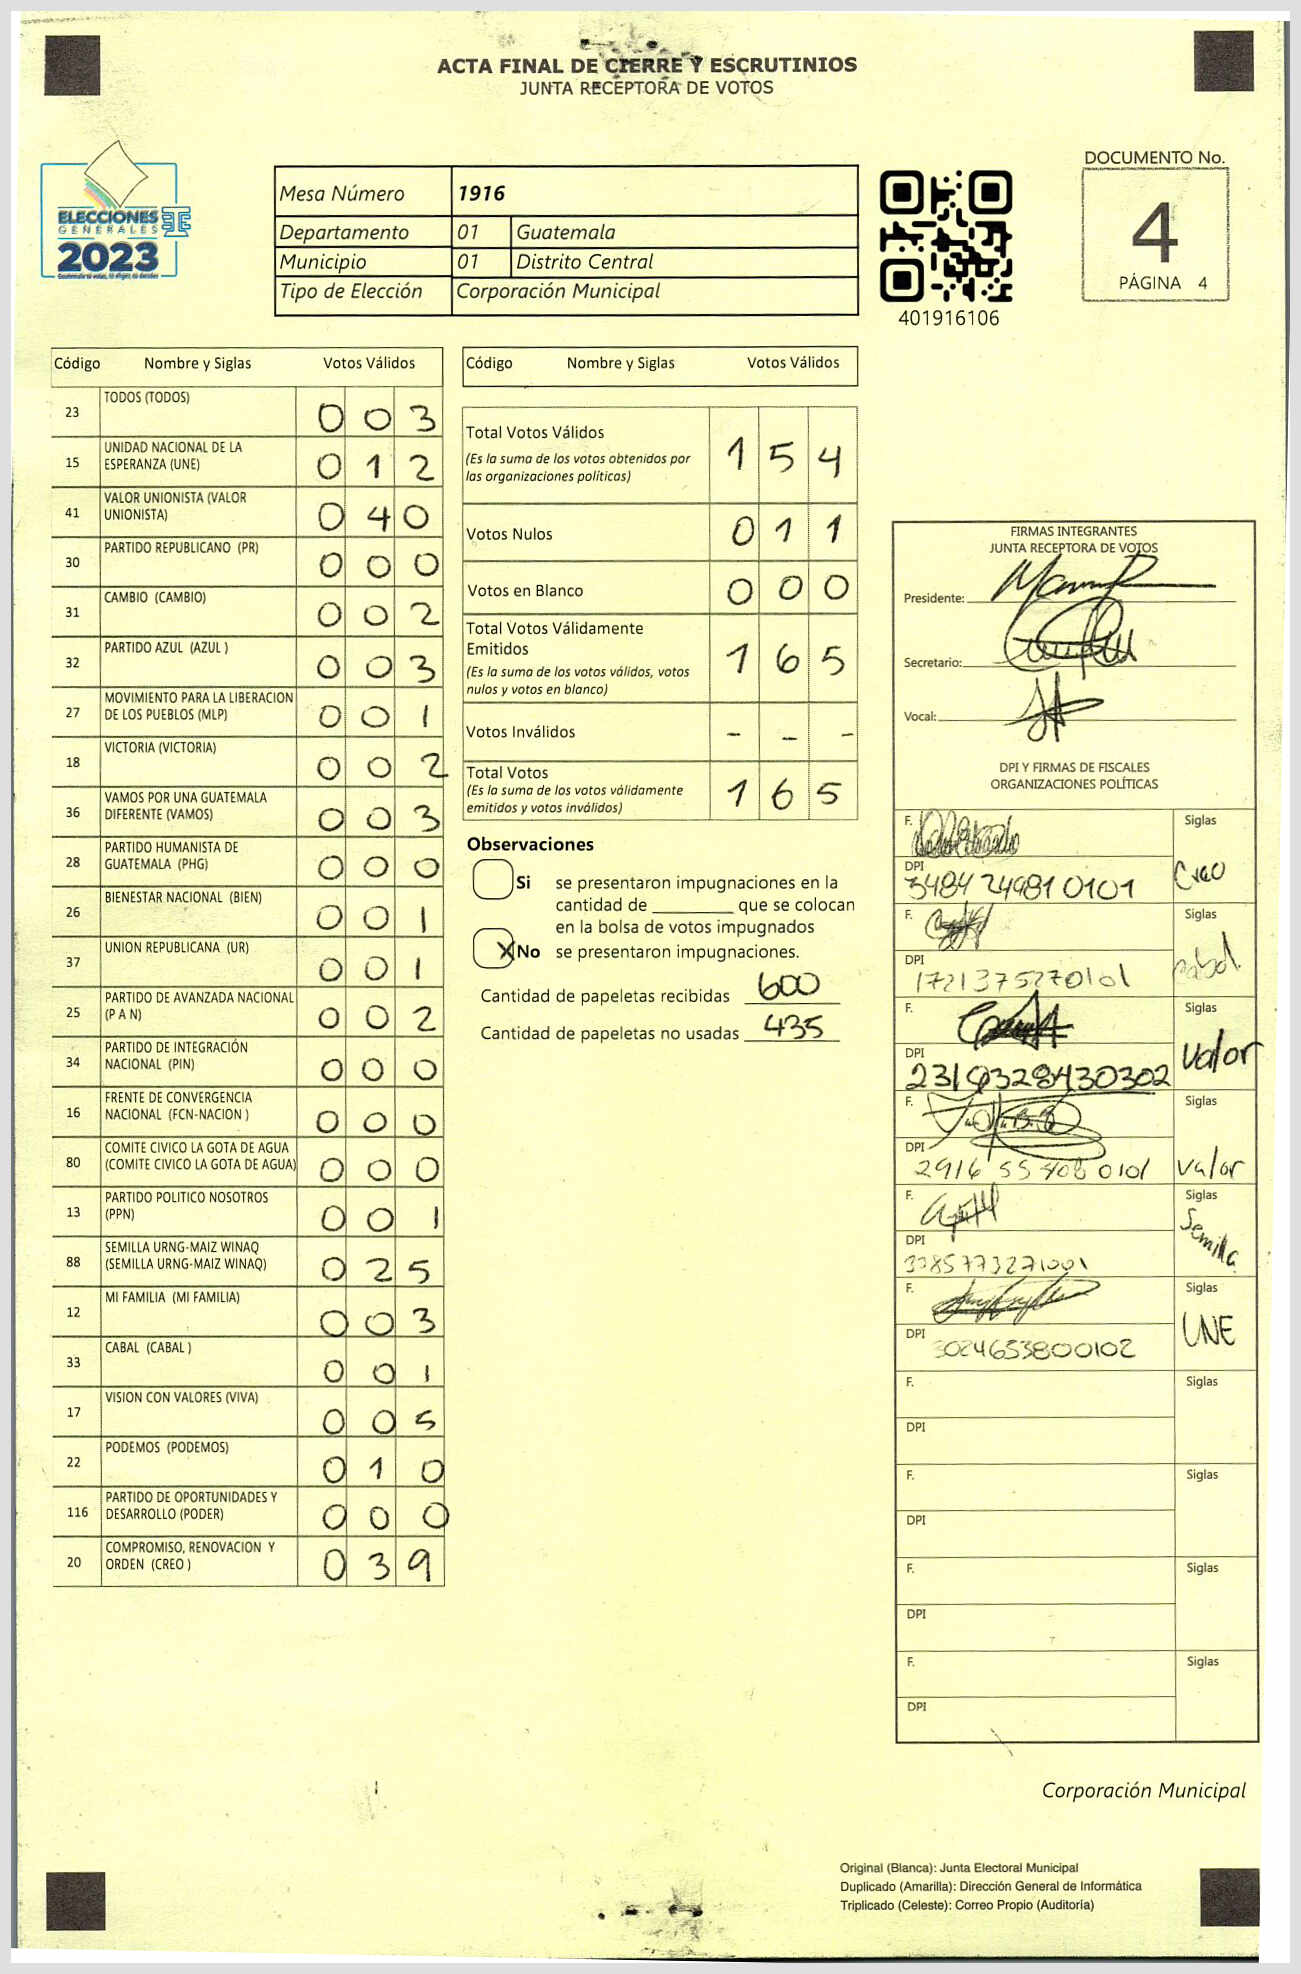 ACTA FINAL DE CIERRE Y ESCRUTINIOS
JUNTA RECEPTORA DE VOTOS
ELECCIONES
GENERALES
2023
Mesa Número 1916
Departamento 01 Guatemala
Municipio 01 Distrito Central
Tipo de Elección Corporación Municipal
401916106
DOCUMENTO No.
4
PÁGINA 4
Código Nombre y Siglas Votos Válidos
23 TODOS (TODOS) 0 0 3
15 UNIDAD NACIONAL DE LA
ESPERANZA (UNE) 0 1 2
41 VALOR UNIONISTA (VALOR
UNIONISTA) 0 4 0
30 PARTIDO REPUBLICANO (PR) 0 0 0
31 CAMBIO (CAMBIO) 0 0 2
32 PARTIDO AZUL (AZUL ) 0 0 3
27 MOVIMIENTO PARA LA LIBERACION
DE LOS PUEBLOS (MLP) 0 0 1
18 VICTORIA (VICTORIA) 0 0 2
36 VAMOS POR UNA GUATEMALA
DIFERENTE (VAMOS) 0 0 3
28 PARTIDO HUMANISTA DE
GUATEMALA (PHG) 0 0 0
26 BIENESTAR NACIONAL (BIEN) 0 0 1
37 UNION REPUBLICANA (UR) 0 0 1
25 PARTIDO DE AVANZADA NACIONAL
(P A N) 0 0 2
34 PARTIDO DE INTEGRACIÓN
NACIONAL (PIN) 0 0 0
16 FRENTE DE CONVERGENCIA
NACIONAL (FCN-NACION ) 0 0 0
80 COMITE CIVICO LA GOTA DE AGUA
(COMITE CIVICO LA GOTA DE AGUA) 0 0 0
13 PARTIDO POLITICO NOSOTROS
(PPN) 0 0 1
88 SEMILLA URNG-MAIZ WINAQ
(SEMILLA URNG-MAIZ WINAQ) 0 2 5
12 MI FAMILIA (MI FAMILIA) 0 0 3
33 CABAL (CABAL ) 0 0 1
17 VISION CON VALORES (VIVA) 0 0 5
22 PODEMOS (PODEMOS) 0 1 0
116 PARTIDO DE OPORTUNIDADES Y
DESARROLLO (PODER) 0 0 0
20 COMPROMISO, RENOVACION Y
ORDEN (CREO ) 0 3 9
Código Nombre y Siglas Votos Válidos
Total Votos Válidos 1 5 4
(Es la suma de los votos obtenidos por
las organizaciones políticas)
Votos Nulos 0 1 1
Votos en Blanco 0 0 0
Total Votos Válidamente
Emitidos 1 6 5
(Es la suma de los votos válidos, votos
nulos y votos en blanco)
Votos Inválidos - - -
Total Votos 1 6 5
(Es la suma de los votos válidamente
emitidos y votos inválidos)
Observaciones
Si se presentaron impugnaciones en la
cantidad de ________ que se colocan
en la bolsa de votos impugnados
X No se presentaron impugnaciones.
Cantidad de papeletas recibidas 600
Cantidad de papeletas no usadas 435
FIRMAS INTEGRANTES
JUNTA RECEPTORA DE VOTOS
Presidente:
Secretario:
Vocal:
DPI Y FIRMAS DE FISCALES
ORGANIZACIONES POLÍTICAS
F. Siglas
DPI Creo
3484 24981 0101
F. Siglas
DPI
1721375270101
F. Siglas
DPI Valor
F. Siglas
DPI
2916 55408 0101 Valor
F. Siglas
Semilla
DPI
F. Siglas
UNE
DPI
3024653800102
F. Siglas
DPI
F. Siglas
DPI
F. Siglas
DPI
F. Siglas
DPI
Corporación Municipal
Original (Blanca): Junta Electoral Municipal
Duplicado (Amarilla): Dirección General de Informática
Triplicado (Celeste): Correo Propio (Auditoría)